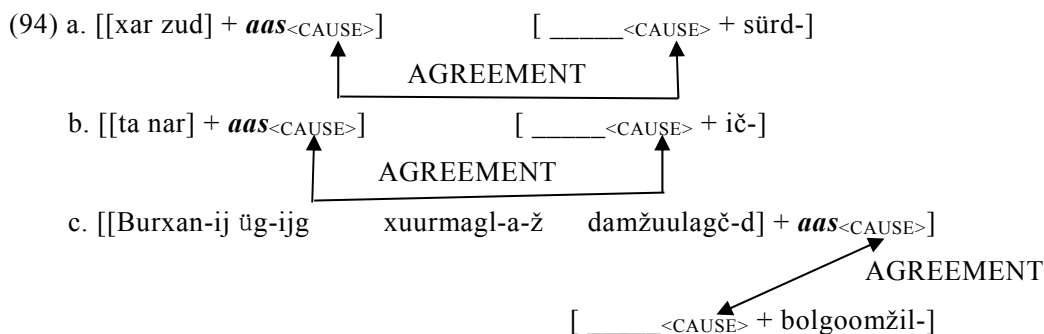 (94) a. [[xar zud] + aas<CAUSE>] [ _____<CAUSE> + sürd-]
AGREEMENT
b. [[ta nar] + aas<CAUSE>] [ _____<CAUSE> + ič-]
AGREEMENT
c. [[Burxan-ij üg-ijg xuurmagl-a-ž damžuulagč-d] + aas<CAUSE>]
AGREEMENT
[ _____<CAUSE> + bolgoomžil-]